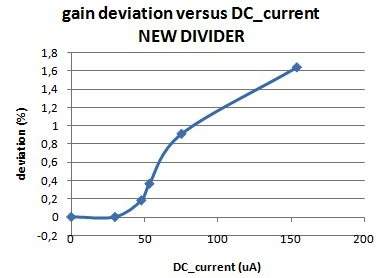 gain deviation versus DC_current
NEW DIVIDER
1,8
1,6
1,4
1,2
1
0,8
0,6
0,4
0,2
0
-0,2
deviation (%)
0 50 100 150 200
DC_current (uA)